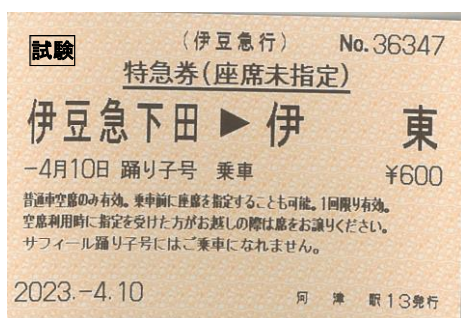 試験
(伊豆急行) No.36347
特急券(座席未指定)
伊豆急下田 ▶ 伊東
-4月10日 踊り子号 乗車 ¥600
普通車空席のみ有効。乗車前に座席を指定することも可能。1回限り有効。
空席利用時に指定を受けた方がお越しの際は席をお譲りください。
サフィール踊り子号にはご乗車になれません。
2023.-4.10 河津駅13発行